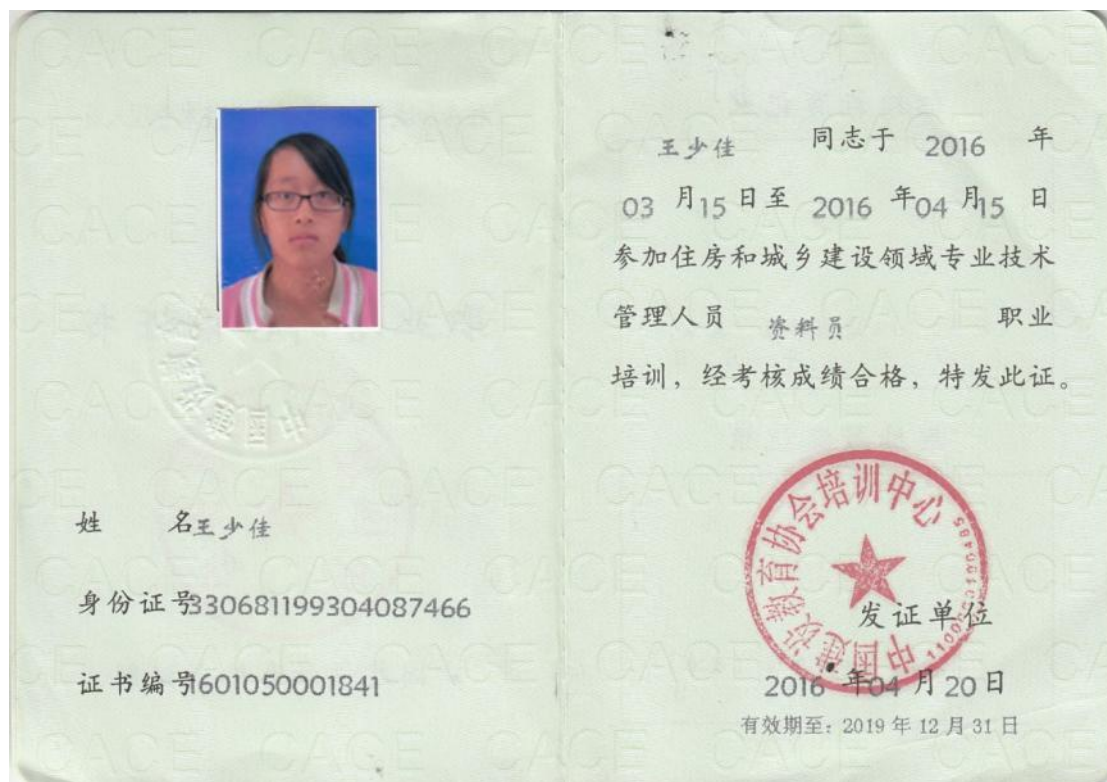 姓 名王少佳
身份证号330681199304087466
证书编号1601050001841
王少佳 同志于 2016 年
03 月15 日至 2016 年04 月15 日
参加住房和城乡建设领域专业技术
管理人员 资料员 职业
培训，经考核成绩合格，特发此证。
中国建设教育协会培训中心
发证单位
2016 年04 月 20 日
有效期至：2019 年 12 月 31 日
CACE